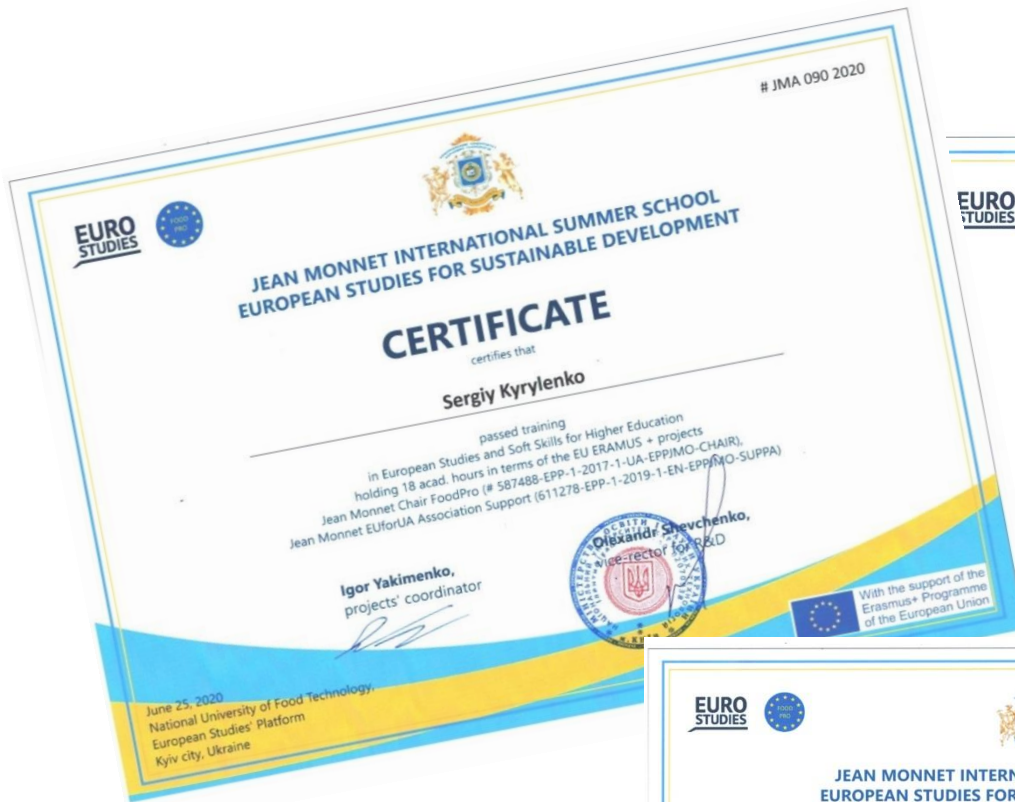 # JMA 090 2020
EURO
STUDIES
FOOD
PRO
JEAN MONNET INTERNATIONAL SUMMER SCHOOL
EUROPEAN STUDIES FOR SUSTAINABLE DEVELOPMENT
CERTIFICATE
certifies that
Sergiy Kyrylenko
passed training
in European Studies and Soft Skills for Higher Education
holding 18 acad. hours in terms of the EU ERAMUS + projects
Jean Monnet Chair FoodPro (# 587488-EPP-1-2017-1-UA-EPPJMO-CHAIR),
Jean Monnet EUforUA Association Support (611278-EPP-1-2019-1-EN-EPPJMO-SUPPA)
Igor Yakimenko,
projects' coordinator
Olexandr Shevchenko,
vice-rector for R&D
With the support of the
Erasmus+ Programme
of the European Union
June 25, 2020
National University of Food Technology,
European Studies' Platform
Kyiv city, Ukraine
EURO
STUDIES
EURO
STUDIES
FOOD
PRO
JEAN MONNET INTERN
EUROPEAN STUDIES FOR